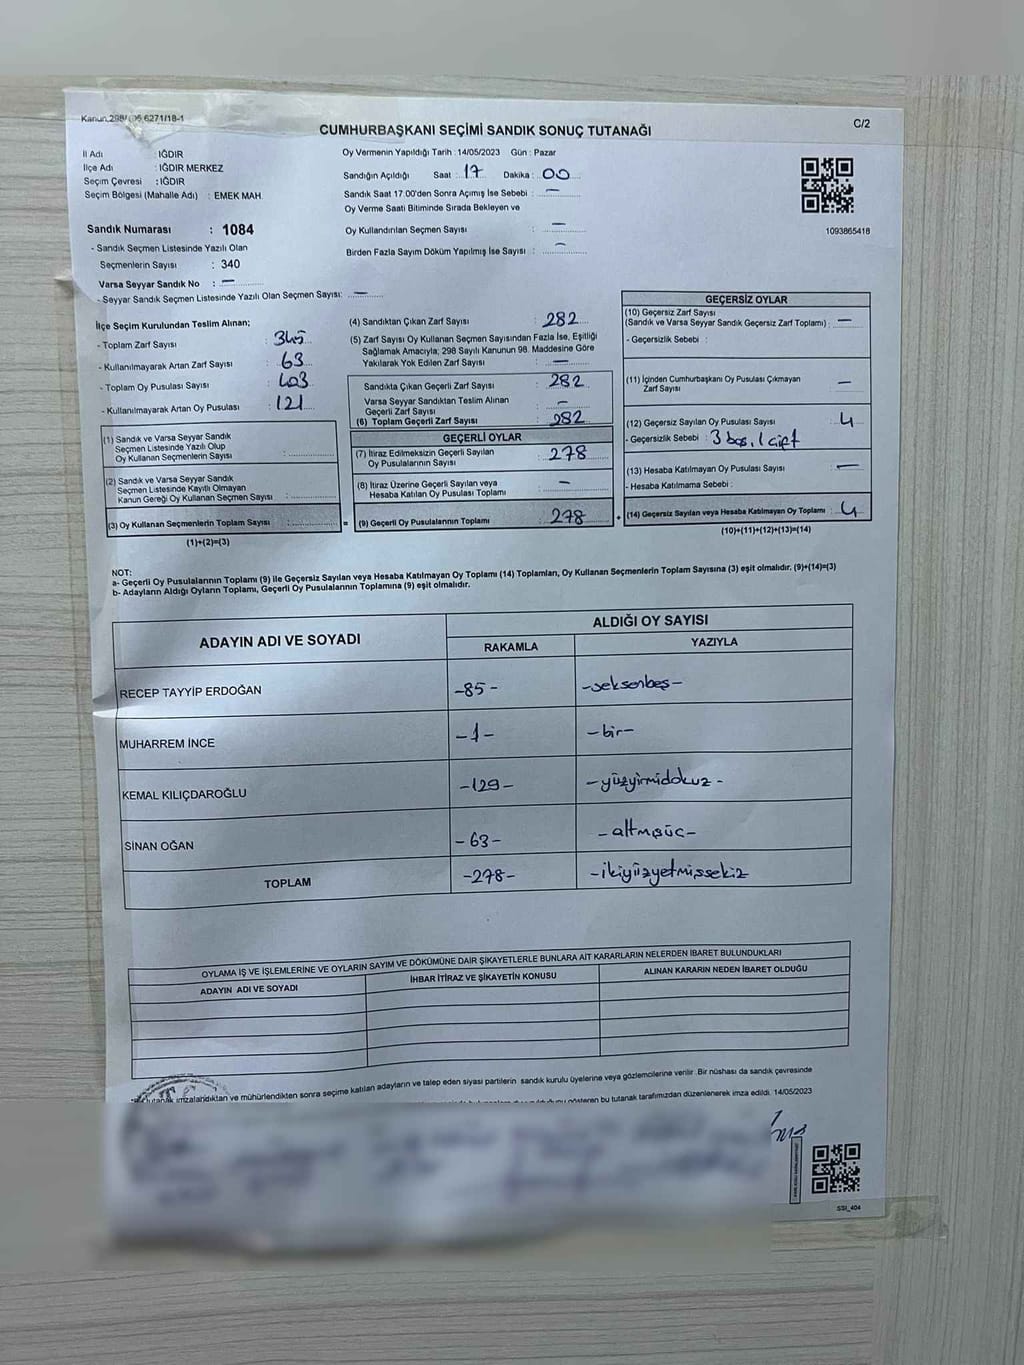 Kanun.298/ 6271/18-1
C/2
CUMHURBAŞKANI SEÇİMİ SANDIK SONUÇ TUTANAĞI
İl Adı : IĞDIR
İlçe Adı : IĞDIR MERKEZ
Seçim Çevresi : IĞDIR
Seçim Bölgesi (Mahalle Adı) : EMEK MAH.
Sandık Numarası : 1084
- Sandık Seçmen Listesinde Yazılı Olan
Seçmenlerin Sayısı : 340
Varsa Seyyar Sandık No : —
- Seyyar Sandık Seçmen Listesinde Yazılı Olan Seçmen Sayısı: —
Oy Vermenin Yapıldığı Tarih : 14/05/2023 Gün : Pazar
Sandığın Açıldığı Saat : 17 Dakika : 00
Sandık Saat 17.00'den Sonra Açımış İse Sebebi : —
Oy Verme Saati Bitiminde Sırada Bekleyen ve
Oy Kullandırılan Seçmen Sayısı : —
Birden Fazla Sayım Döküm Yapılmış İse Sayısı : —
1093865418
İlçe Seçim Kurulundan Teslim Alınan;
- Toplam Zarf Sayısı : 345
- Kullanılmayarak Artan Zarf Sayısı : 63
- Toplam Oy Pusulası Sayısı : 403
- Kullanılmayarak Artan Oy Pusulası : 121
(1) Sandık ve Varsa Seyyar Sandık
Seçmen Listesinde Yazılı Olup
Oy Kullanan Seçmenlerin Sayısı :
(2) Sandık ve Varsa Seyyar Sandık
Seçmen Listesinde Kayıtlı Olmayan
Kanun Gereği Oy Kullanan Seçmen Sayısı :
(3) Oy Kullanan Seçmenlerin Toplam Sayısı :
(1)+(2)=(3)
(4) Sandıktan Çıkan Zarf Sayısı : 282
(5) Zarf Sayısı Oy Kullanan Seçmen Sayısından Fazla İse, Eşitliği
Sağlamak Amacıyla; 298 Sayılı Kanunun 98. Maddesine Göre
Yakılarak Yok Edilen Zarf Sayısı : —
Sandıkta Çıkan Geçerli Zarf Sayısı : 282
Varsa Seyyar Sandıktan Teslim Alınan
Geçerli Zarf Sayısı : —
(6) Toplam Geçerli Zarf Sayısı : 282
GEÇERLİ OYLAR
(7) İtiraz Edilmeksizin Geçerli Sayılan
Oy Pusulalarının Sayısı : 278
(8) İtiraz Üzerine Geçerli Sayılan veya
Hesaba Katılan Oy Pusulası Toplamı : —
= (9) Geçerli Oy Pusulalarının Toplamı : 278
GEÇERSİZ OYLAR
(10) Geçersiz Zarf Sayısı
(Sandık ve Varsa Seyyar Sandık Geçersiz Zarf Toplamı) : —
- Geçersizlik Sebebi :
(11) İçinden Cumhurbaşkanı Oy Pusulası Çıkmayan
Zarf Sayısı —
(12) Geçersiz Sayılan Oy Pusulası Sayısı : 4
- Geçersizlik Sebebi : 3 boş, 1 çift
(13) Hesaba Katılmayan Oy Pusulası Sayısı : —
- Hesaba Katılmama Sebebi :
+ (14) Geçersiz Sayılan veya Hesaba Katılmayan Oy Toplamı : 4
(10)+(11)+(12)+(13)=(14)
NOT:
a- Geçerli Oy Pusulalarının Toplamı (9) ile Geçersiz Sayılan veya Hesaba Katılmayan Oy Toplamı (14) Toplamları, Oy Kullanan Seçmenlerin Toplam Sayısına (3) eşit olmalıdır. (9)+(14)=(3)
b- Adayların Aldığı Oyların Toplamı, Geçerli Oy Pusulalarının Toplamına (9) eşit olmalıdır.
ADAYIN ADI VE SOYADI
ALDIĞI OY SAYISI
RAKAMLA YAZIYLA
RECEP TAYYİP ERDOĞAN -85- -seksenbeş-
MUHARREM İNCE -1- -bir-
KEMAL KILIÇDAROĞLU -129- -yüzyirmidokuz-
SİNAN OĞAN -63- -altmışüç-
TOPLAM -278- -ikiyüzyetmişsekiz
OYLAMA İŞ VE İŞLEMLERİNE VE OYLARIN SAYIM VE DÖKÜMÜNE DAİR ŞİKAYETLERLE BUNLARA AİT KARARLARIN NELERDEN İBARET BULUNDUKLARI
ADAYIN ADI VE SOYADI İHBAR İTİRAZ VE ŞİKAYETİN KONUSU ALINAN KARARIN NEDEN İBARET OLDUĞU
imzalandıktan ve mühürlendikten sonra seçime katılan adayların ve talep eden siyasi partilerin sandık kurulu üyelerine veya gözlemcilerine verilir. Bir nüshası da sandık çevresinde
gösteren bu tutanak tarafımızdan düzenlenerek imza edildi. 14/05/2023
SSI_404